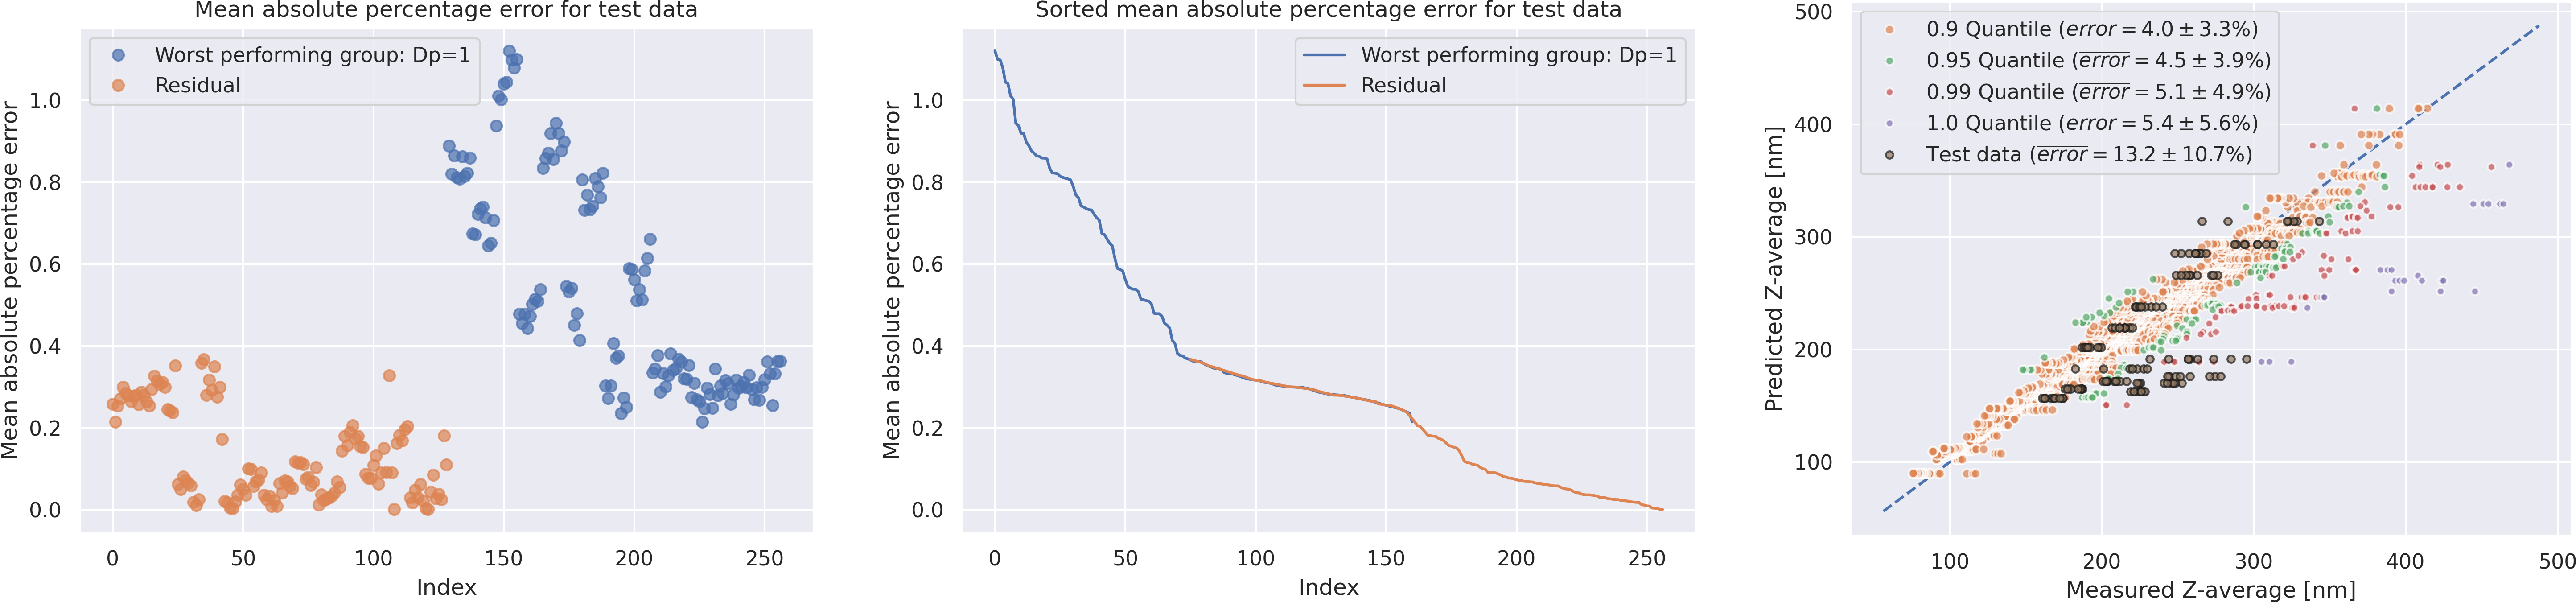 Mean absolute percentage error for test data
Worst performing group: Dp=1
Residual
Mean absolute percentage error
1.0
0.8
0.6
0.4
0.2
0.0
0 50 100 150 200 250
Index
Sorted mean absolute percentage error for test data
Worst performing group: Dp=1
Residual
Mean absolute percentage error
1.0
0.8
0.6
0.4
0.2
0.0
0 50 100 150 200 250
Index
0.9 Quantile (error = 4.0 ± 3.3%)
0.95 Quantile (error = 4.5 ± 3.9%)
0.99 Quantile (error = 5.1 ± 4.9%)
1.0 Quantile (error = 5.4 ± 5.6%)
Test data (error = 13.2 ± 10.7%)
Predicted Z-average [nm]
500
400
300
200
100
100 200 300 400 500
Measured Z-average [nm]